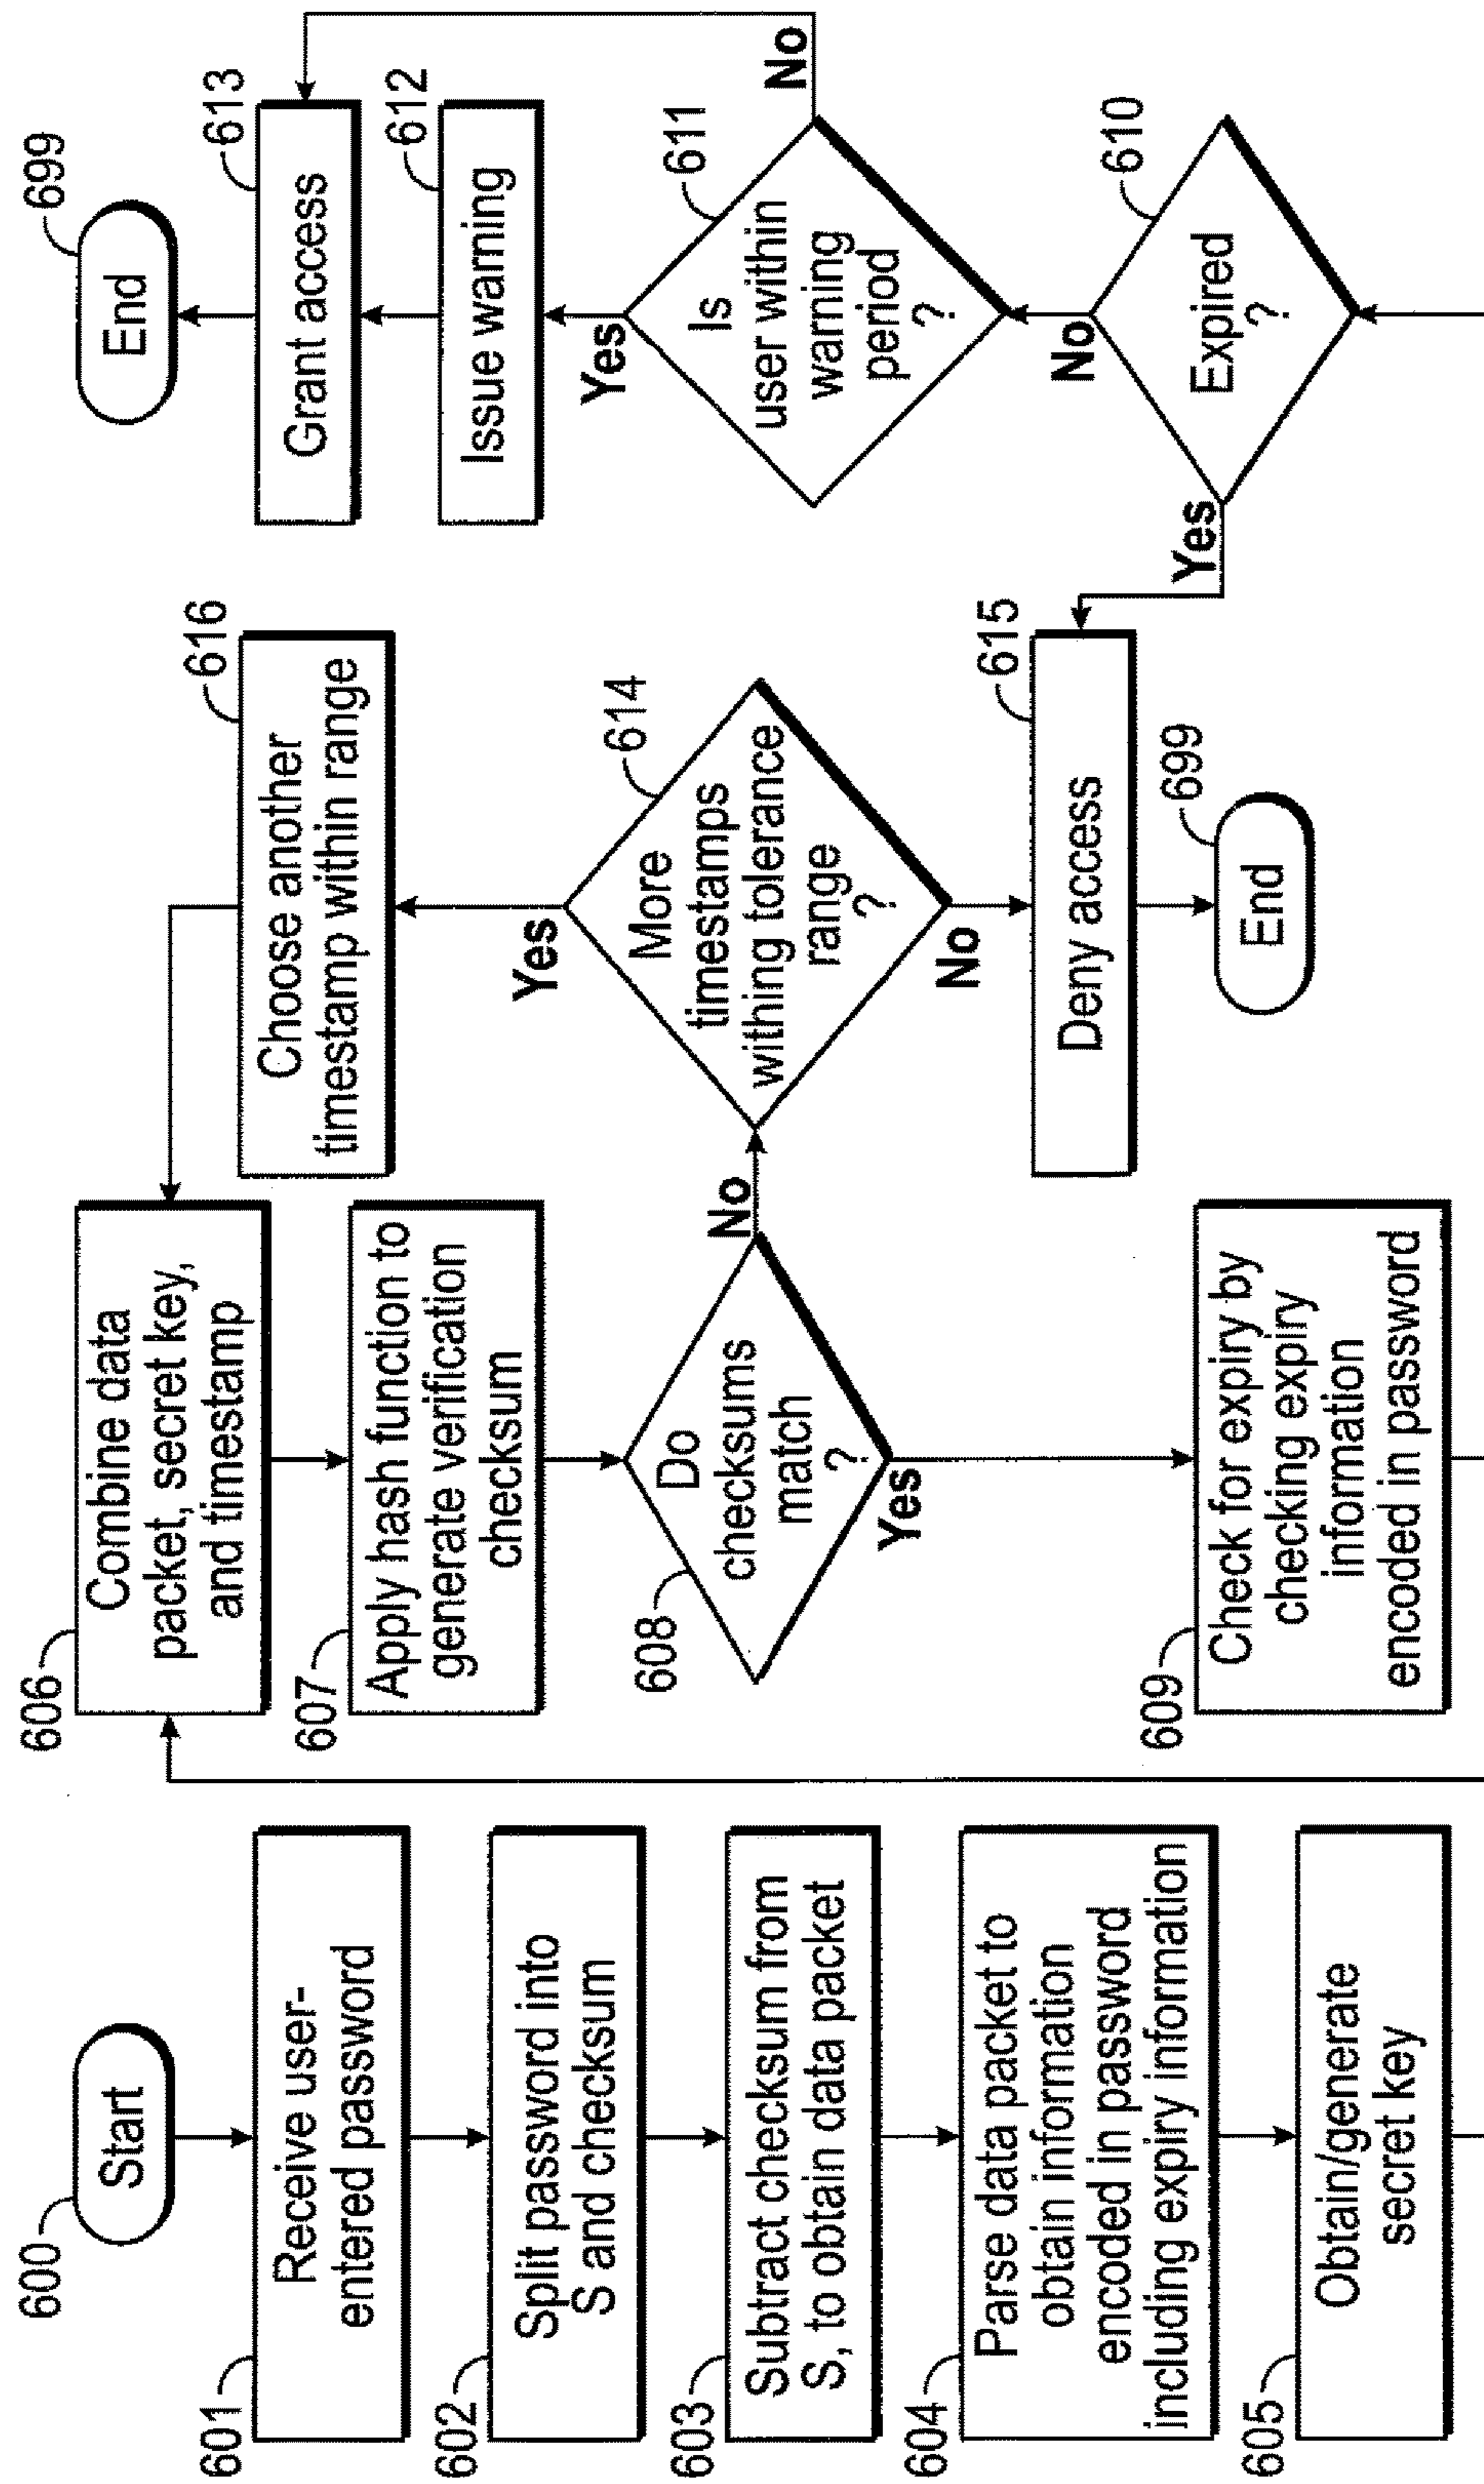 600
Start
601
Receive user-
entered password
602
Split password into
S and checksum
603
Subtract checksum from
S, to obtain data packet
604
Parse data packet to
obtain information
encoded in password
including expiry information
605
Obtain/generate
secret key
606
Combine data
packet, secret key,
and timestamp
607
Apply hash function to
generate verification
checksum
608
Do
checksums
match
?
No
Yes
609
Check for expiry by
checking expiry
information
encoded in password
616
Choose another
timestamp within range
Yes
614
More
timestamps
withing tolerance
range
?
No
615
Deny access
699
End
699
End
613
Grant access
612
Issue warning
Yes
611
Is
user within
warning
period
?
No
No
610
Expired
?
Yes